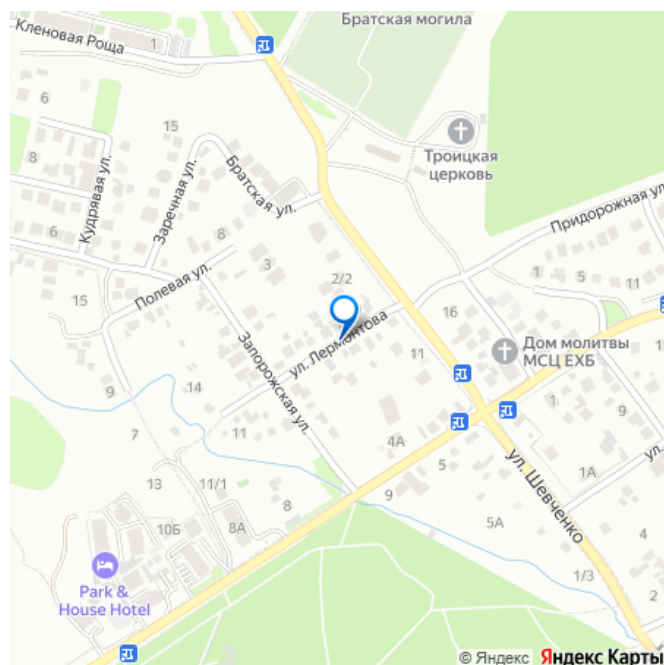 Братская могила
Кленовая Роща
1
6
15
Троицкая
церковь
8
Кудрявая ул.
Заречная ул.
Братская ул.
Придорожная ул.
6
8
3
2/2
1
5
11
15
Полевая ул.
16
ул. Лермонтова
11
Дом молитвы
МСЦ ЕХБ
Запорожская ул.
9
14
1
9
7
11
4А
5
ул. Шевченко
1А
ул.
13
11/1
8
9
10Б
8А
5А
4
Park &
House Hotel
1/3
2
© Яндекс Яндекс Карты